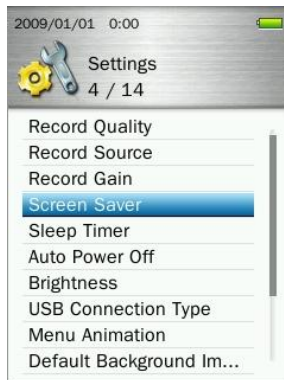 2009/01/01 0:00
Settings
4 / 14
Record Quality
Record Source
Record Gain
Screen Saver
Sleep Timer
Auto Power Off
Brightness
USB Connection Type
Menu Animation
Default Background Im...